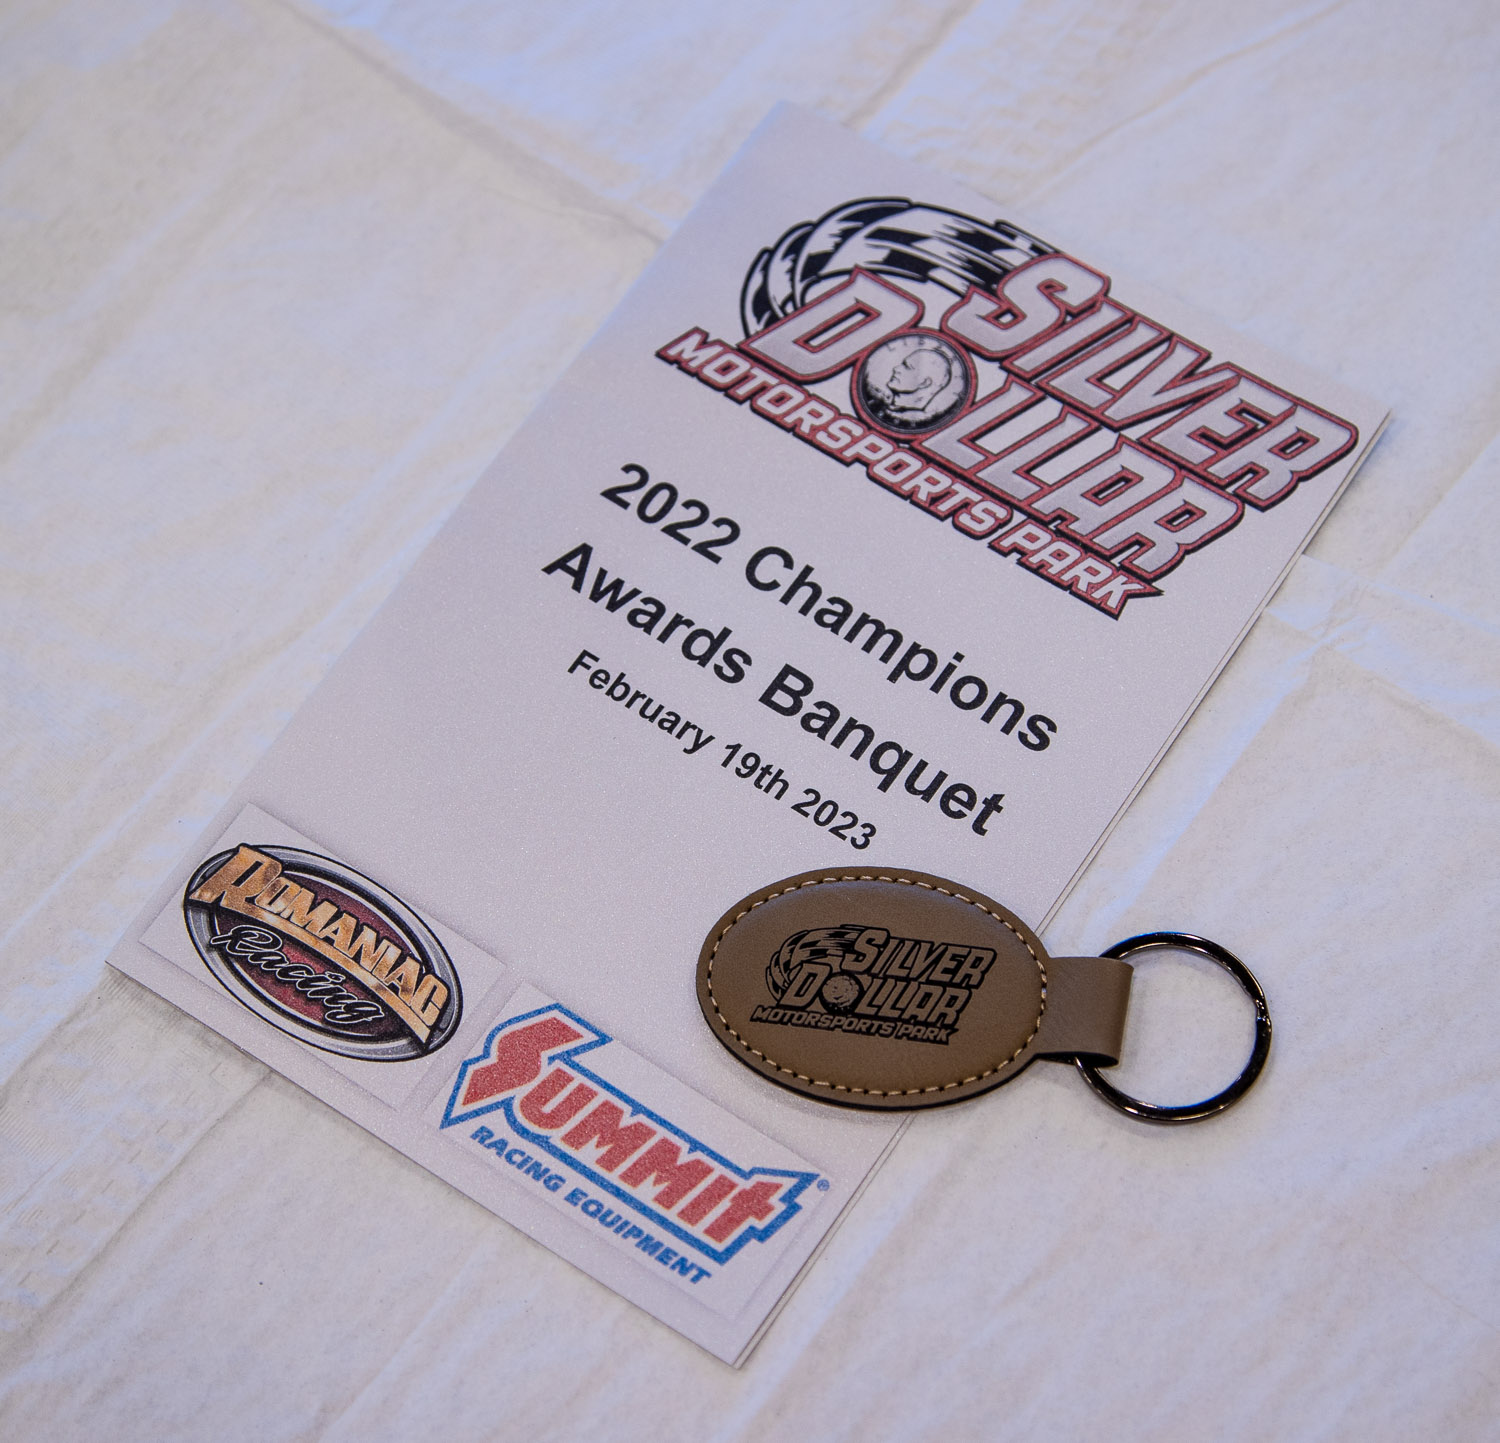 SILVER
DOLLAR
MOTORSPORTS PARK
2022 Champions
Awards Banquet
February 19th 2023
ROMANIAC
Racing
SUMMIT
RACING EQUIPMENT
®
SILVER
DOLLAR
MOTORSPORTS PARK